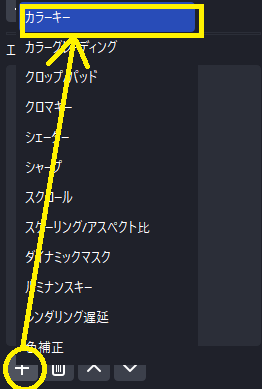 カラーキー
カラーグレーディング
クロップ/パッド
クロマキー
シェーダー
シャープ
スクロール
スケーリング/アスペクト比
ダイナミックマスク
ルミナンスキー
レンダリング遅延
色補正